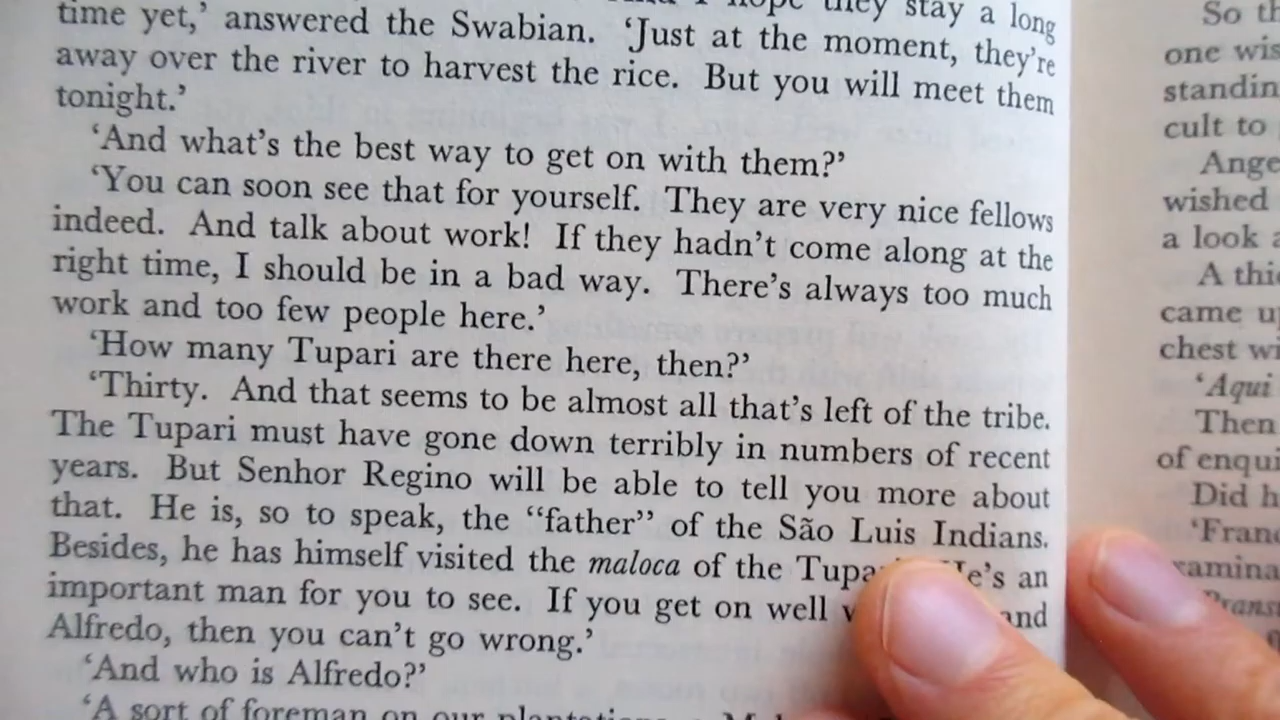 time yet,' answered the Swabian. 'Just at the moment, they're
away over the river to harvest the rice. But you will meet them
tonight.'
'And what's the best way to get on with them?'
'You can soon see that for yourself. They are very nice fellows
indeed. And talk about work! If they hadn't come along at the
right time, I should be in a bad way. There's always too much
work and too few people here.'
'How many Tupari are there here, then?'
'Thirty. And that seems to be almost all that's left of the tribe.
The Tupari must have gone down terribly in numbers of recent
years. But Senhor Regino will be able to tell you more about
that. He is, so to speak, the "father" of the São Luis Indians.
Besides, he has himself visited the maloca of the He's an
important man for you to see. If you get on well and
Alfredo, then you can't go wrong.'
'And who is Alfredo?'
'A sort of foreman on our
So
one
cult to
wished
a look
A
came
chest
'Aqui
Then
of
Did